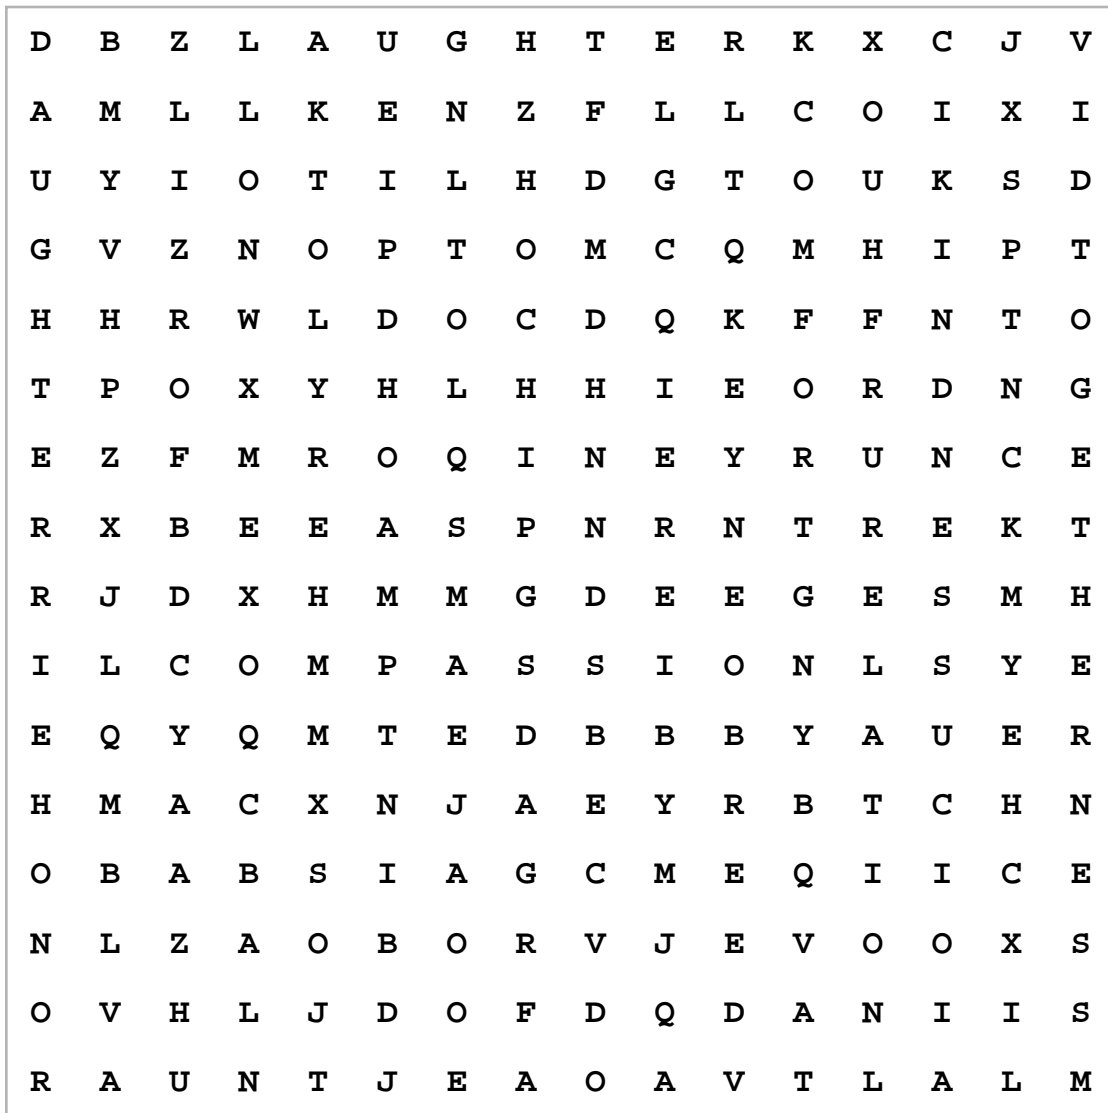 D B Z L A U G H T E R K X C J V
A M L L K E N Z F L L C O I X I
U Y I O T I L H D G T O U K S D
G V Z N O P T O M C Q M H I P T
H H R W L D O C D Q K F F N T O
T P O X Y H L H H I E O R D N G
E Z F M R O Q I N E Y R U N C E
R X B E E A S P N R N T R E K T
R J D X H M M G D E E G E S M H
I L C O M P A S S I O N L S Y E
E Q Y Q M T E D B B B Y A U E R
H M A C X N J A E Y R B T C H N
O B A B S I A G C M E Q I I C E
N L Z A O B O R V J E V O O X S
O V H L J D O F D Q D A N I I S
R A U N T J E A O A V T L A L M